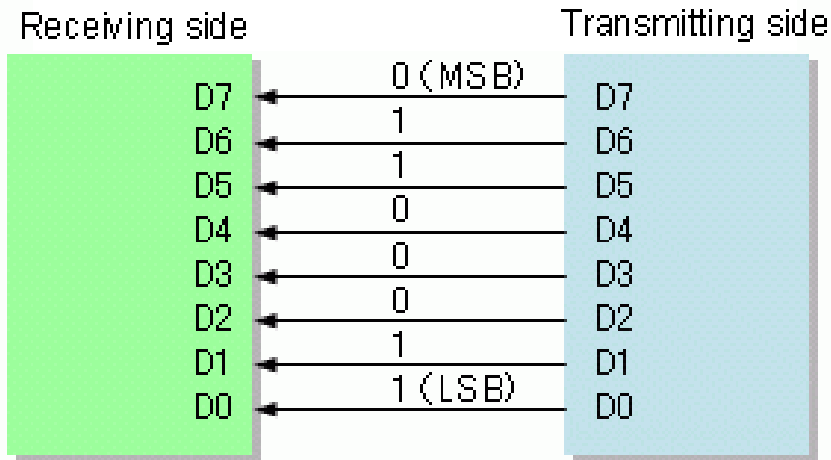 Receiving side Transmitting side
0 (MSB)
D7 D7
1
D6 D6
1
D5 D5
0
D4 D4
0
D3 D3
0
D2 D2
1
D1 D1
1 (LSB)
D0 D0